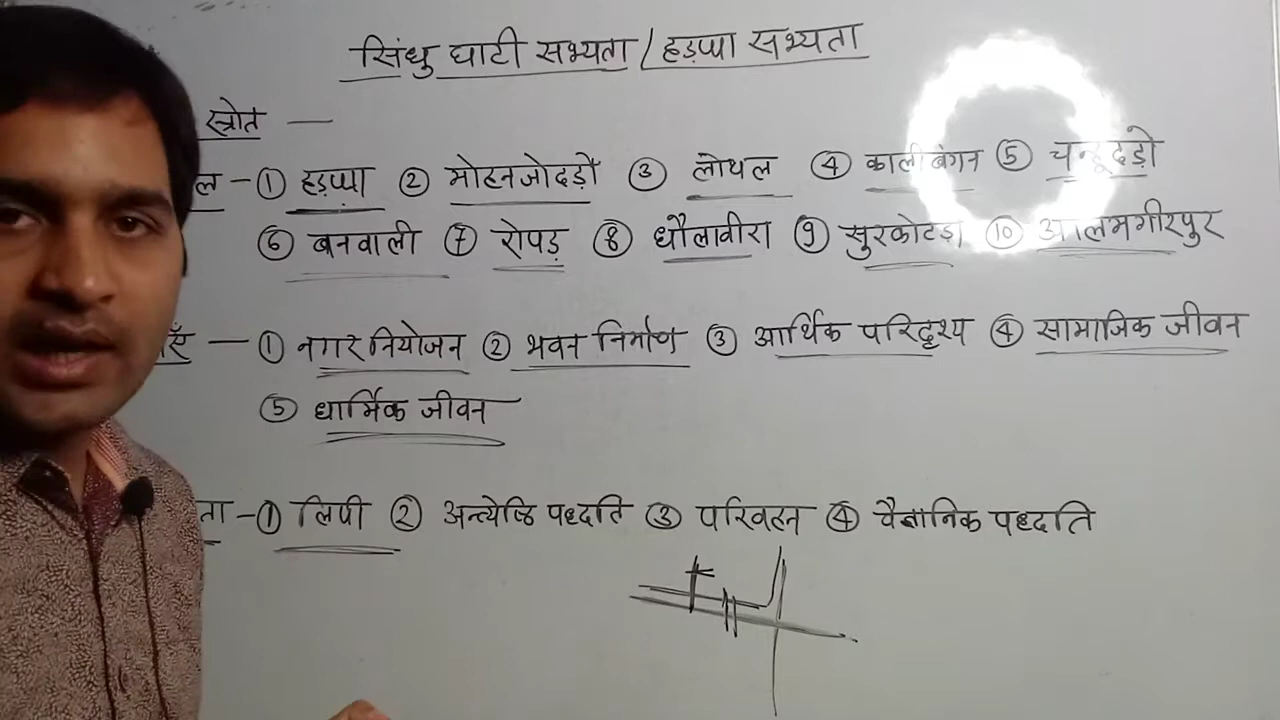 सिंधु घाटी सभ्यता / हड़प्पा सभ्यता
स्त्रोत —
ल – ① हड़प्पा ② मोहनजोदड़ौ ③ लोथल ④ कालीबंगन ⑤ चन्हूदड़ो
⑥ बनवाली ⑦ रोपड़ ⑧ धौलावीरा ⑨ सुरकोटड़ा ⑩ आलमगीरपुर
एँ — ① नगर नियोजन ② भवन निर्माण ③ आर्थिक परिदृश्य ④ सामाजिक जीवन
⑤ धार्मिक जीवन
ता – ① लिपी ② अन्त्येष्ठि पध्दति ③ परिवहन ④ वैज्ञानिक पध्दति